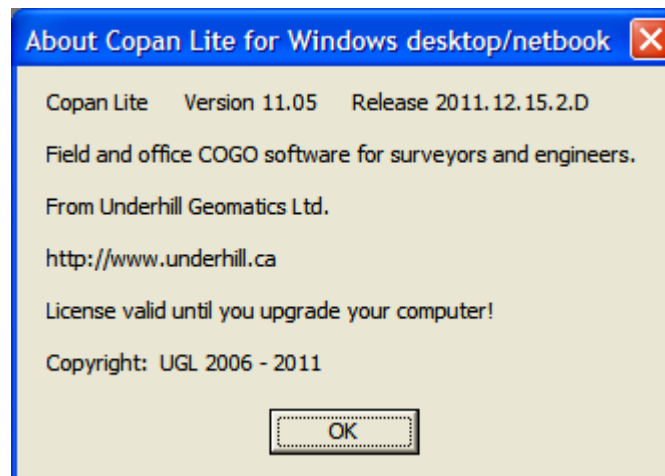 About Copan Lite for Windows desktop/netbook
Copan Lite Version 11.05 Release 2011.12.15.2.D
Field and office COGO software for surveyors and engineers.
From Underhill Geomatics Ltd.
http://www.underhill.ca
License valid until you upgrade your computer!
Copyright: UGL 2006 - 2011
OK